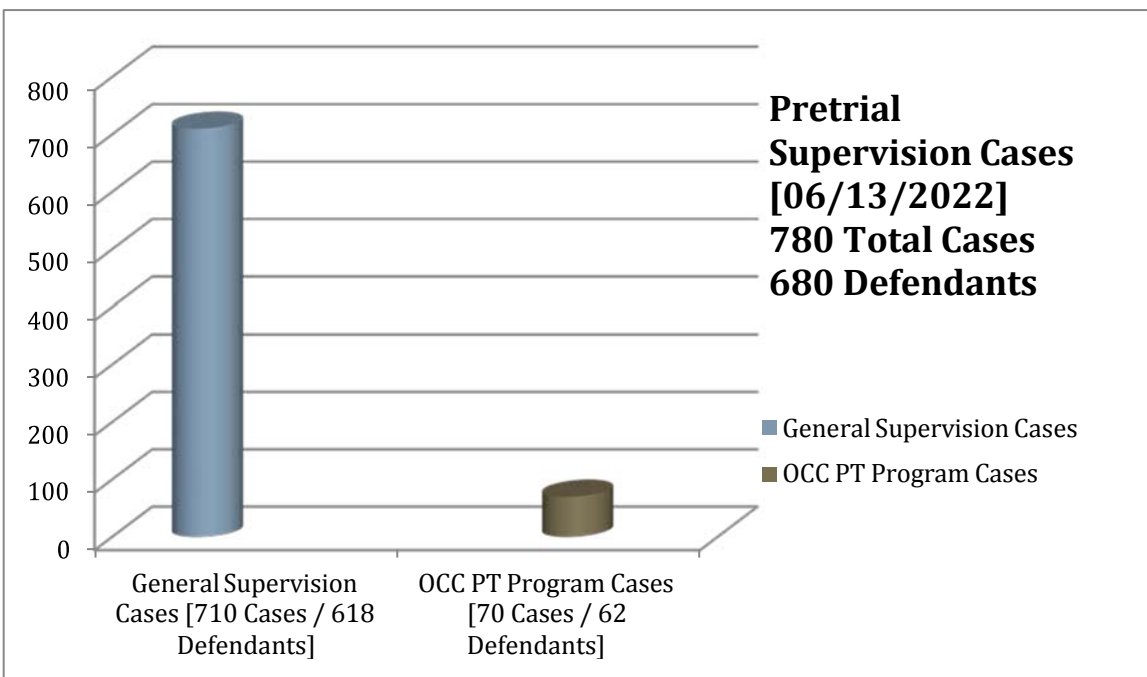 800
700
600
500
400
300
200
100
0
General Supervision
Cases [710 Cases / 618
Defendants]
OCC PT Program Cases
[70 Cases / 62
Defendants]
Pretrial
Supervision Cases
[06/13/2022]
780 Total Cases
680 Defendants
General Supervision Cases
OCC PT Program Cases